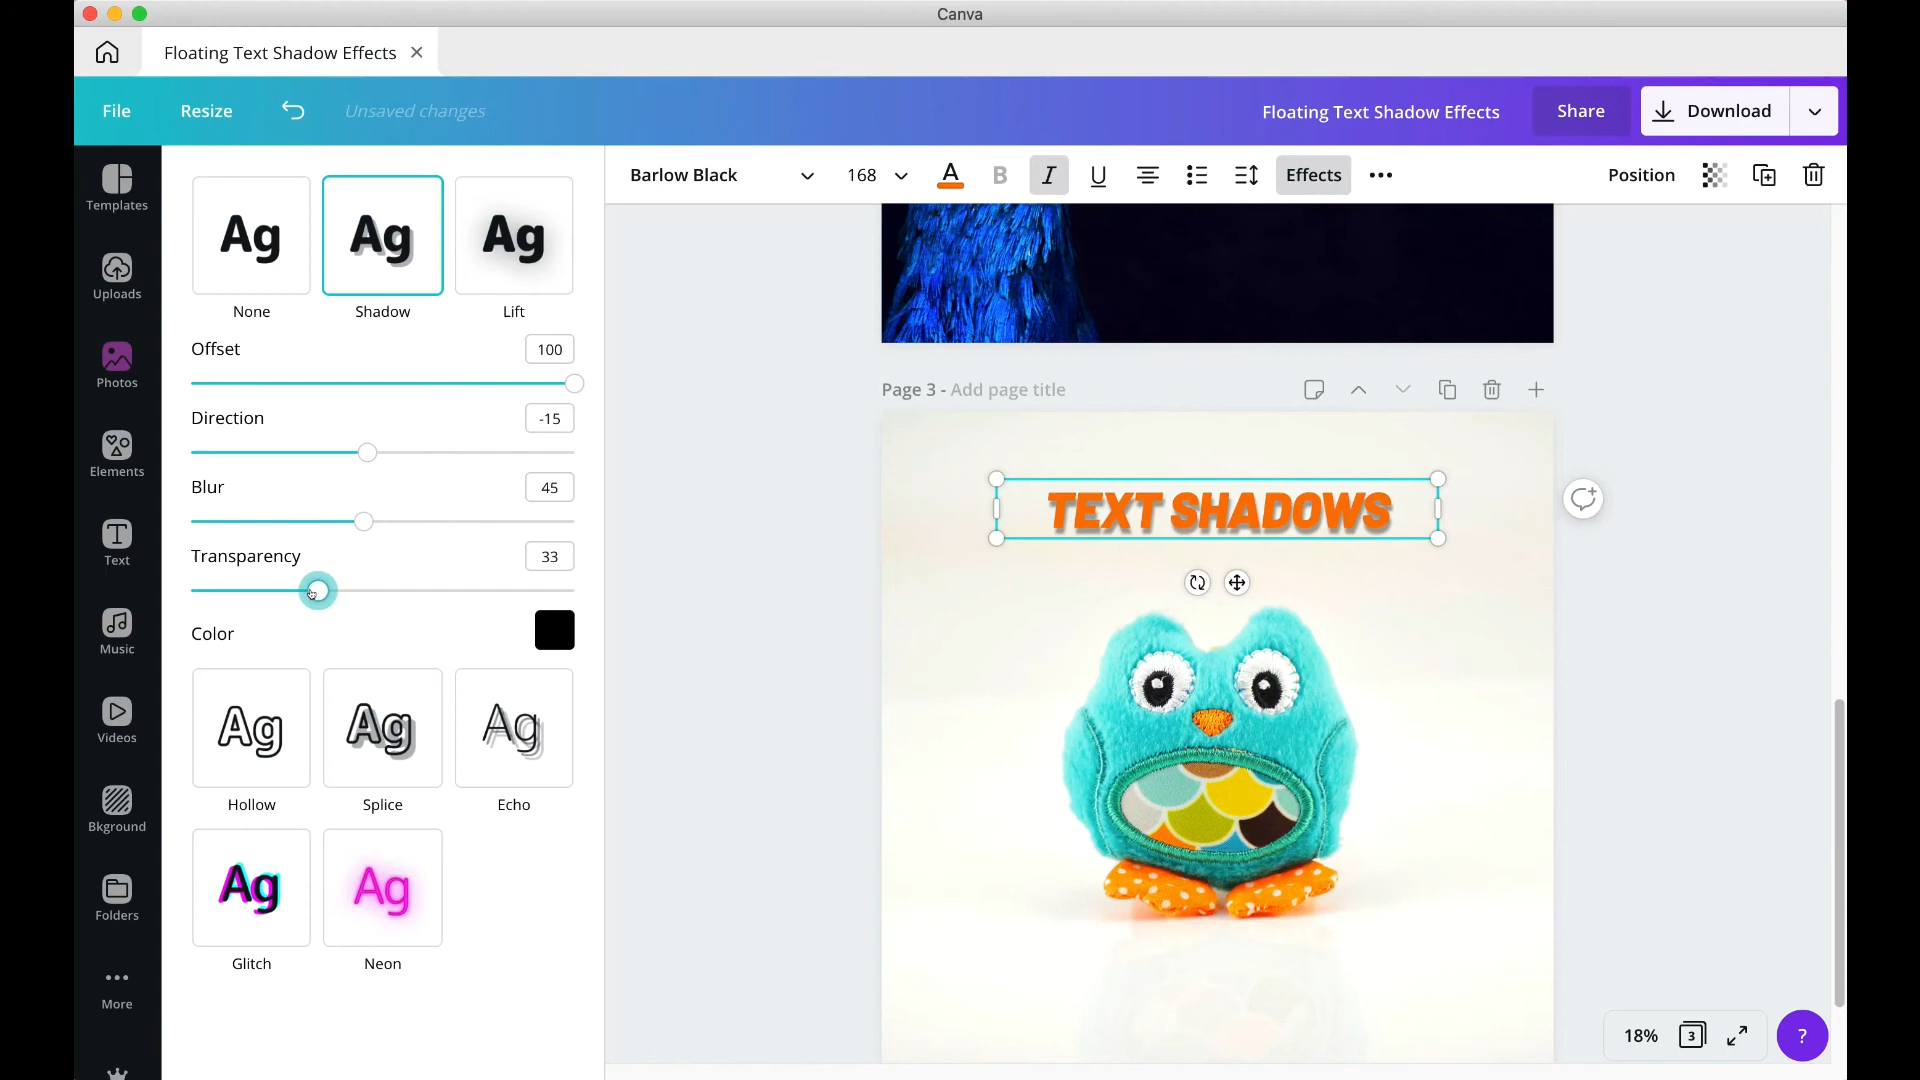 Canva
Floating Text Shadow Effects
File Resize Unsaved changes Floating Text Shadow Effects Share Download
Barlow Black 168 A B I U Effects Position
Templates
Uploads
Photos
Elements
Text
Music
Videos
Bkground
Folders
More
Ag Ag Ag
None Shadow Lift
Offset 100
Direction -15
Blur 45
Transparency 33
Color
Ag Ag Ag
Hollow Splice Echo
Ag Ag
Glitch Neon
Page 3 - Add page title
TEXT SHADOWS
18% 3 ?